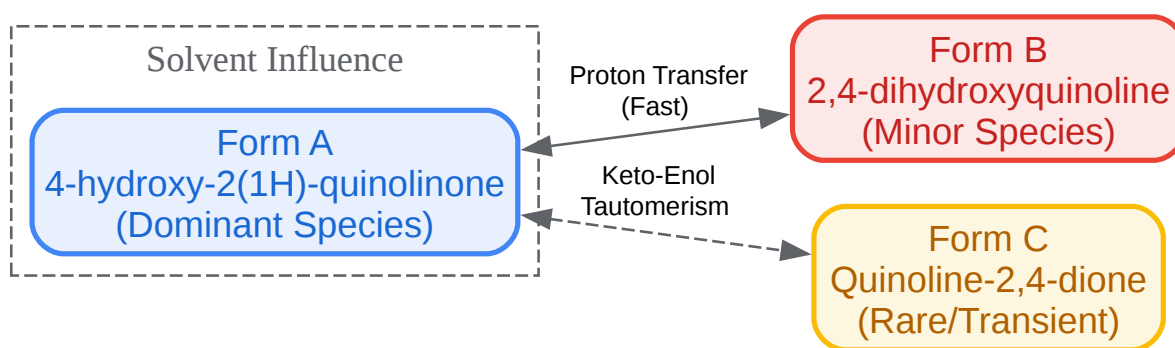 Solvent Influence
Form A
4-hydroxy-2(1H)-quinolinone
(Dominant Species)
Proton Transfer
(Fast)
Keto-Enol
Tautomerism
Form B
2,4-dihydroxyquinoline
(Minor Species)
Form C
Quinoline-2,4-dione
(Rare/Transient)